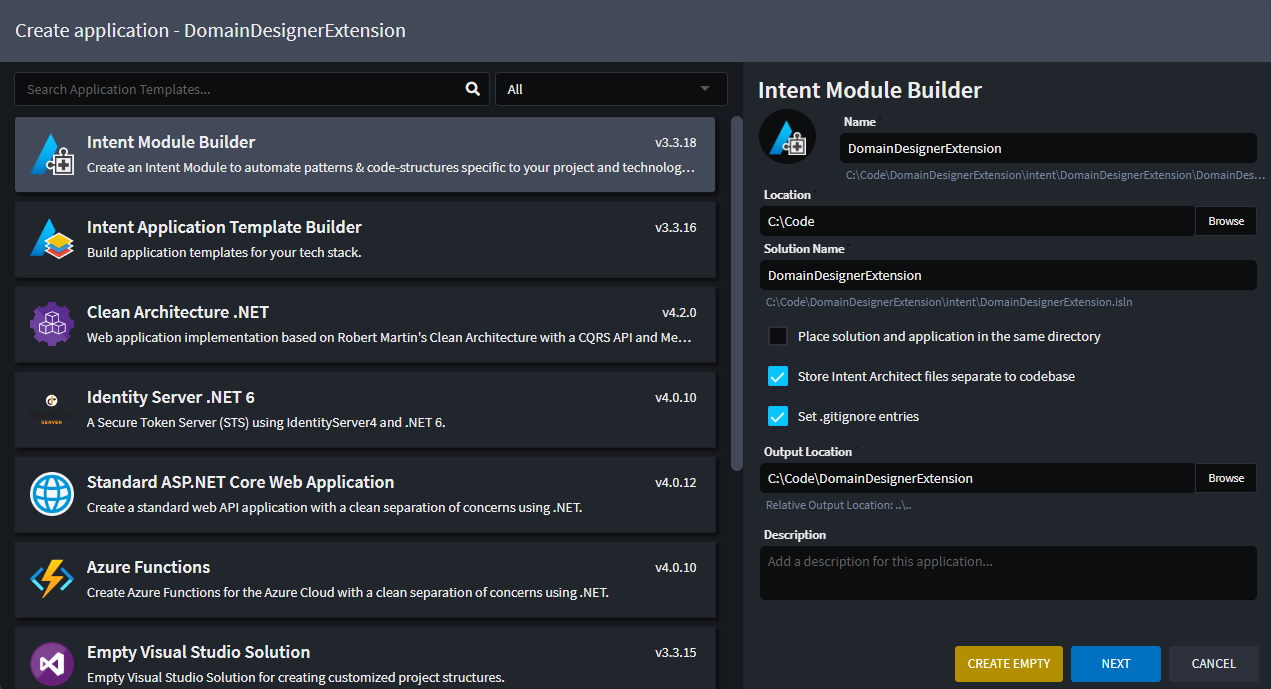 Create application - DomainDesignerExtension
Search Application Templates...
All
Intent Module Builder
v3.3.18
Create an Intent Module to automate patterns & code-structures specific to your project and technolog...
Intent Application Template Builder
v3.3.16
Build application templates for your tech stack.
Clean Architecture .NET
v4.2.0
Web application implementation based on Robert Martin's Clean Architecture with a CQRS API and Me...
Identity Server .NET 6
v4.0.10
A Secure Token Server (STS) using IdentityServer4 and .NET 6.
SERVER
Standard ASP.NET Core Web Application
v4.0.12
Create a standard web API application with a clean separation of concerns using .NET.
Azure Functions
v4.0.10
Create Azure Functions for the Azure Cloud with a clean separation of concerns using .NET.
Empty Visual Studio Solution
v3.3.15
Empty Visual Studio Solution for creating customized project structures.
Intent Module Builder
Name
DomainDesignerExtension
C:\Code\DomainDesignerExtension\intent\DomainDesignerExtension\DomainDes...
Location
C:\Code
Browse
Solution Name
DomainDesignerExtension
C:\Code\DomainDesignerExtension\intent\DomainDesignerExtension.isln
Place solution and application in the same directory
Store Intent Architect files separate to codebase
Set .gitignore entries
Output Location
C:\Code\DomainDesignerExtension
Browse
Relative Output Location: ..\..
Description
Add a description for this application...
CREATE EMPTY
NEXT
CANCEL